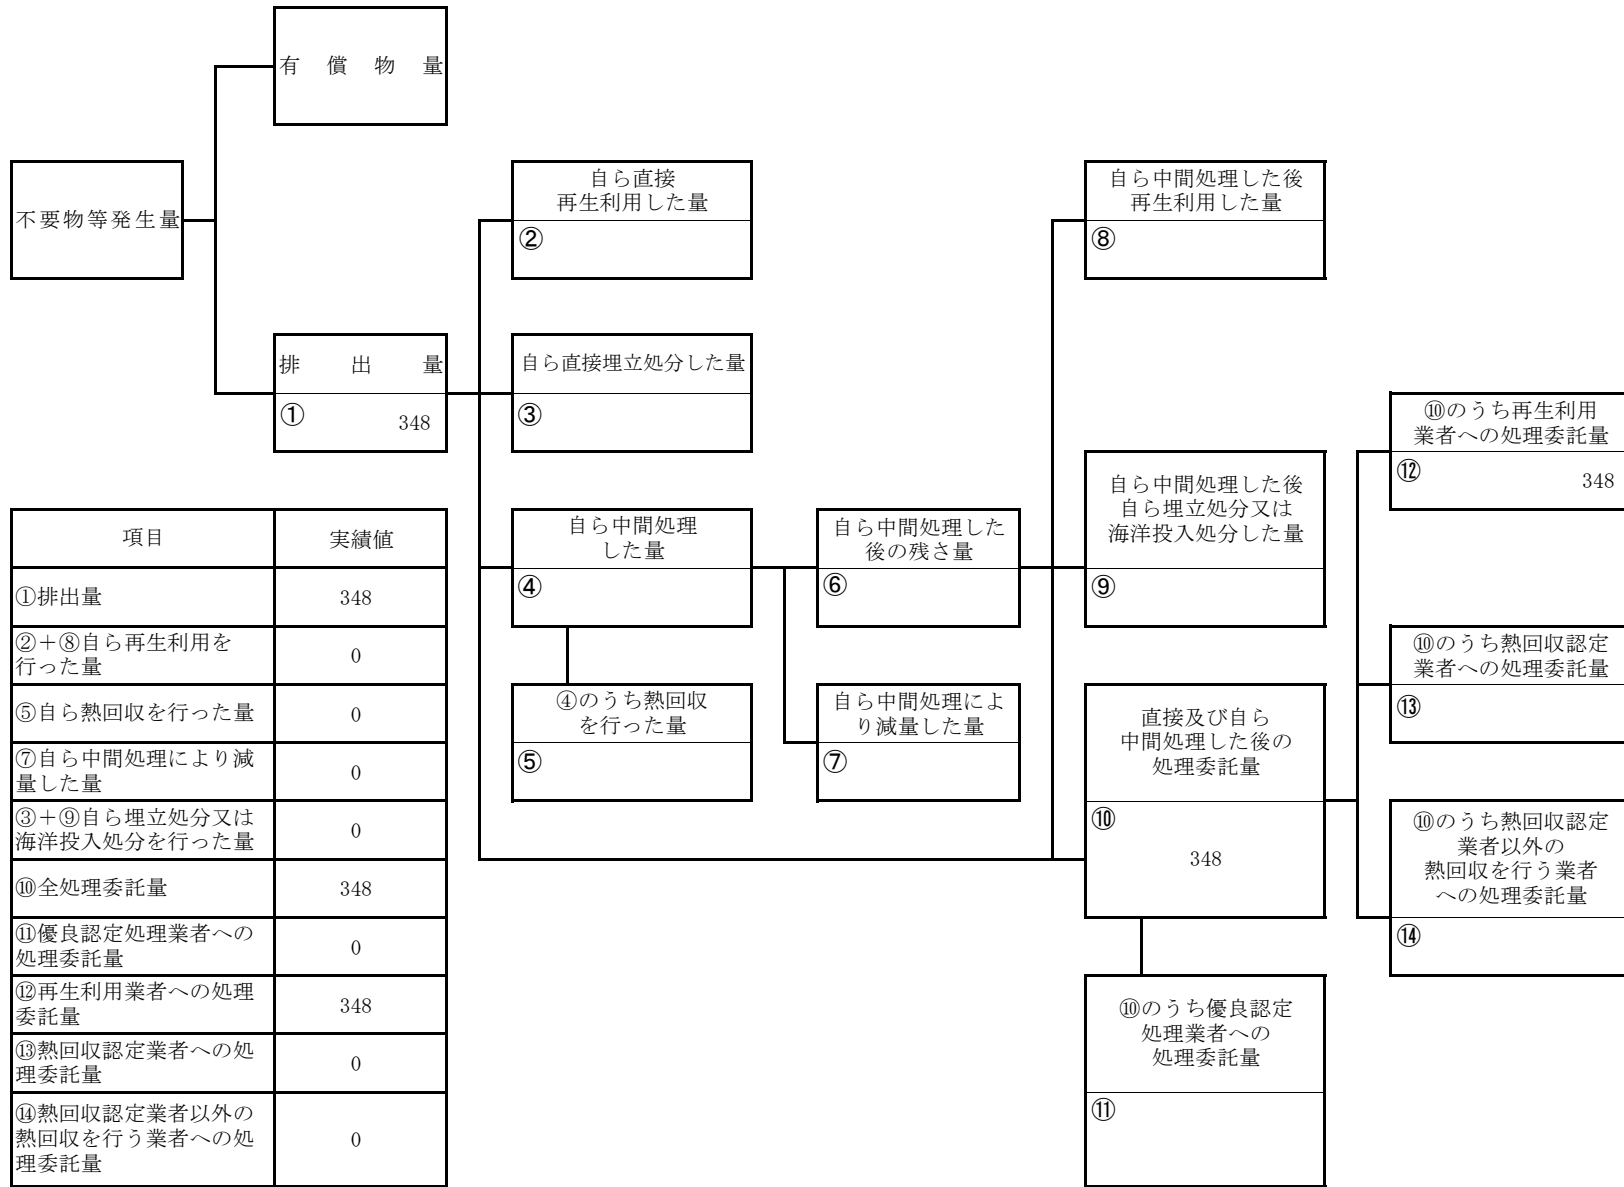 有償物量
不要物等発生量
自ら直接
再生利用した量
②
自ら中間処理した後
再生利用した量
⑧
排出量
① 348
自ら直接埋立処分した量
③
⑩のうち再生利用
業者への処理委託量
⑫ 348
自ら中間処理
した量
④
自ら中間処理した
後の残さ量
⑥
自ら中間処理した後
自ら埋立処分又は
海洋投入処分した量
⑨
⑩のうち熱回収認定
業者への処理委託量
⑬
④のうち熱回収
を行った量
⑤
自ら中間処理によ
り減量した量
⑦
直接及び自ら
中間処理した後の
処理委託量
⑩
348
⑩のうち熱回収認定
業者以外の
熱回収を行う業者
への処理委託量
⑭
⑩のうち優良認定
処理業者への
処理委託量
⑪
項目 実績値
①排出量 348
②+⑧自ら再生利用を
行った量 0
⑤自ら熱回収を行った量 0
⑦自ら中間処理により減
量した量 0
③+⑨自ら埋立処分又は
海洋投入処分を行った量 0
⑩全処理委託量 348
⑪優良認定処理業者への
処理委託量 0
⑫再生利用業者への処理
委託量 348
⑬熱回収認定業者への処
理委託量 0
⑭熱回収認定業者以外の
熱回収を行う業者への処
理委託量 0